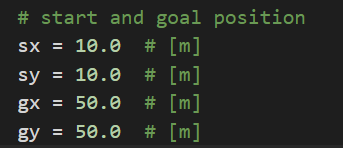 # start and goal position
sx = 10.0  # [m]
sy = 10.0  # [m]
gx = 50.0  # [m]
gy = 50.0  # [m]